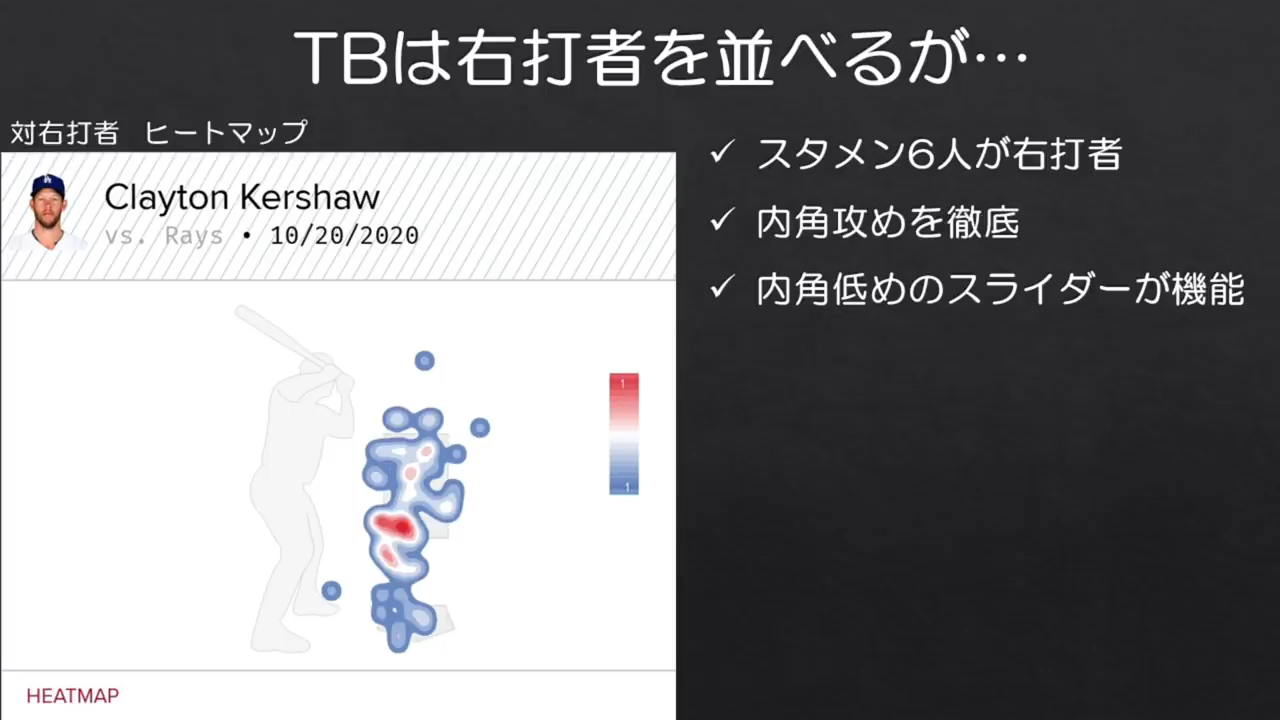 TBは右打者を並べるが…
対右打者 ヒートマップ
Clayton Kershaw
vs. Rays • 10/20/2020
1
1
HEATMAP
✓ スタメン6人が右打者
✓ 内角攻めを徹底
✓ 内角低めのスライダーが機能